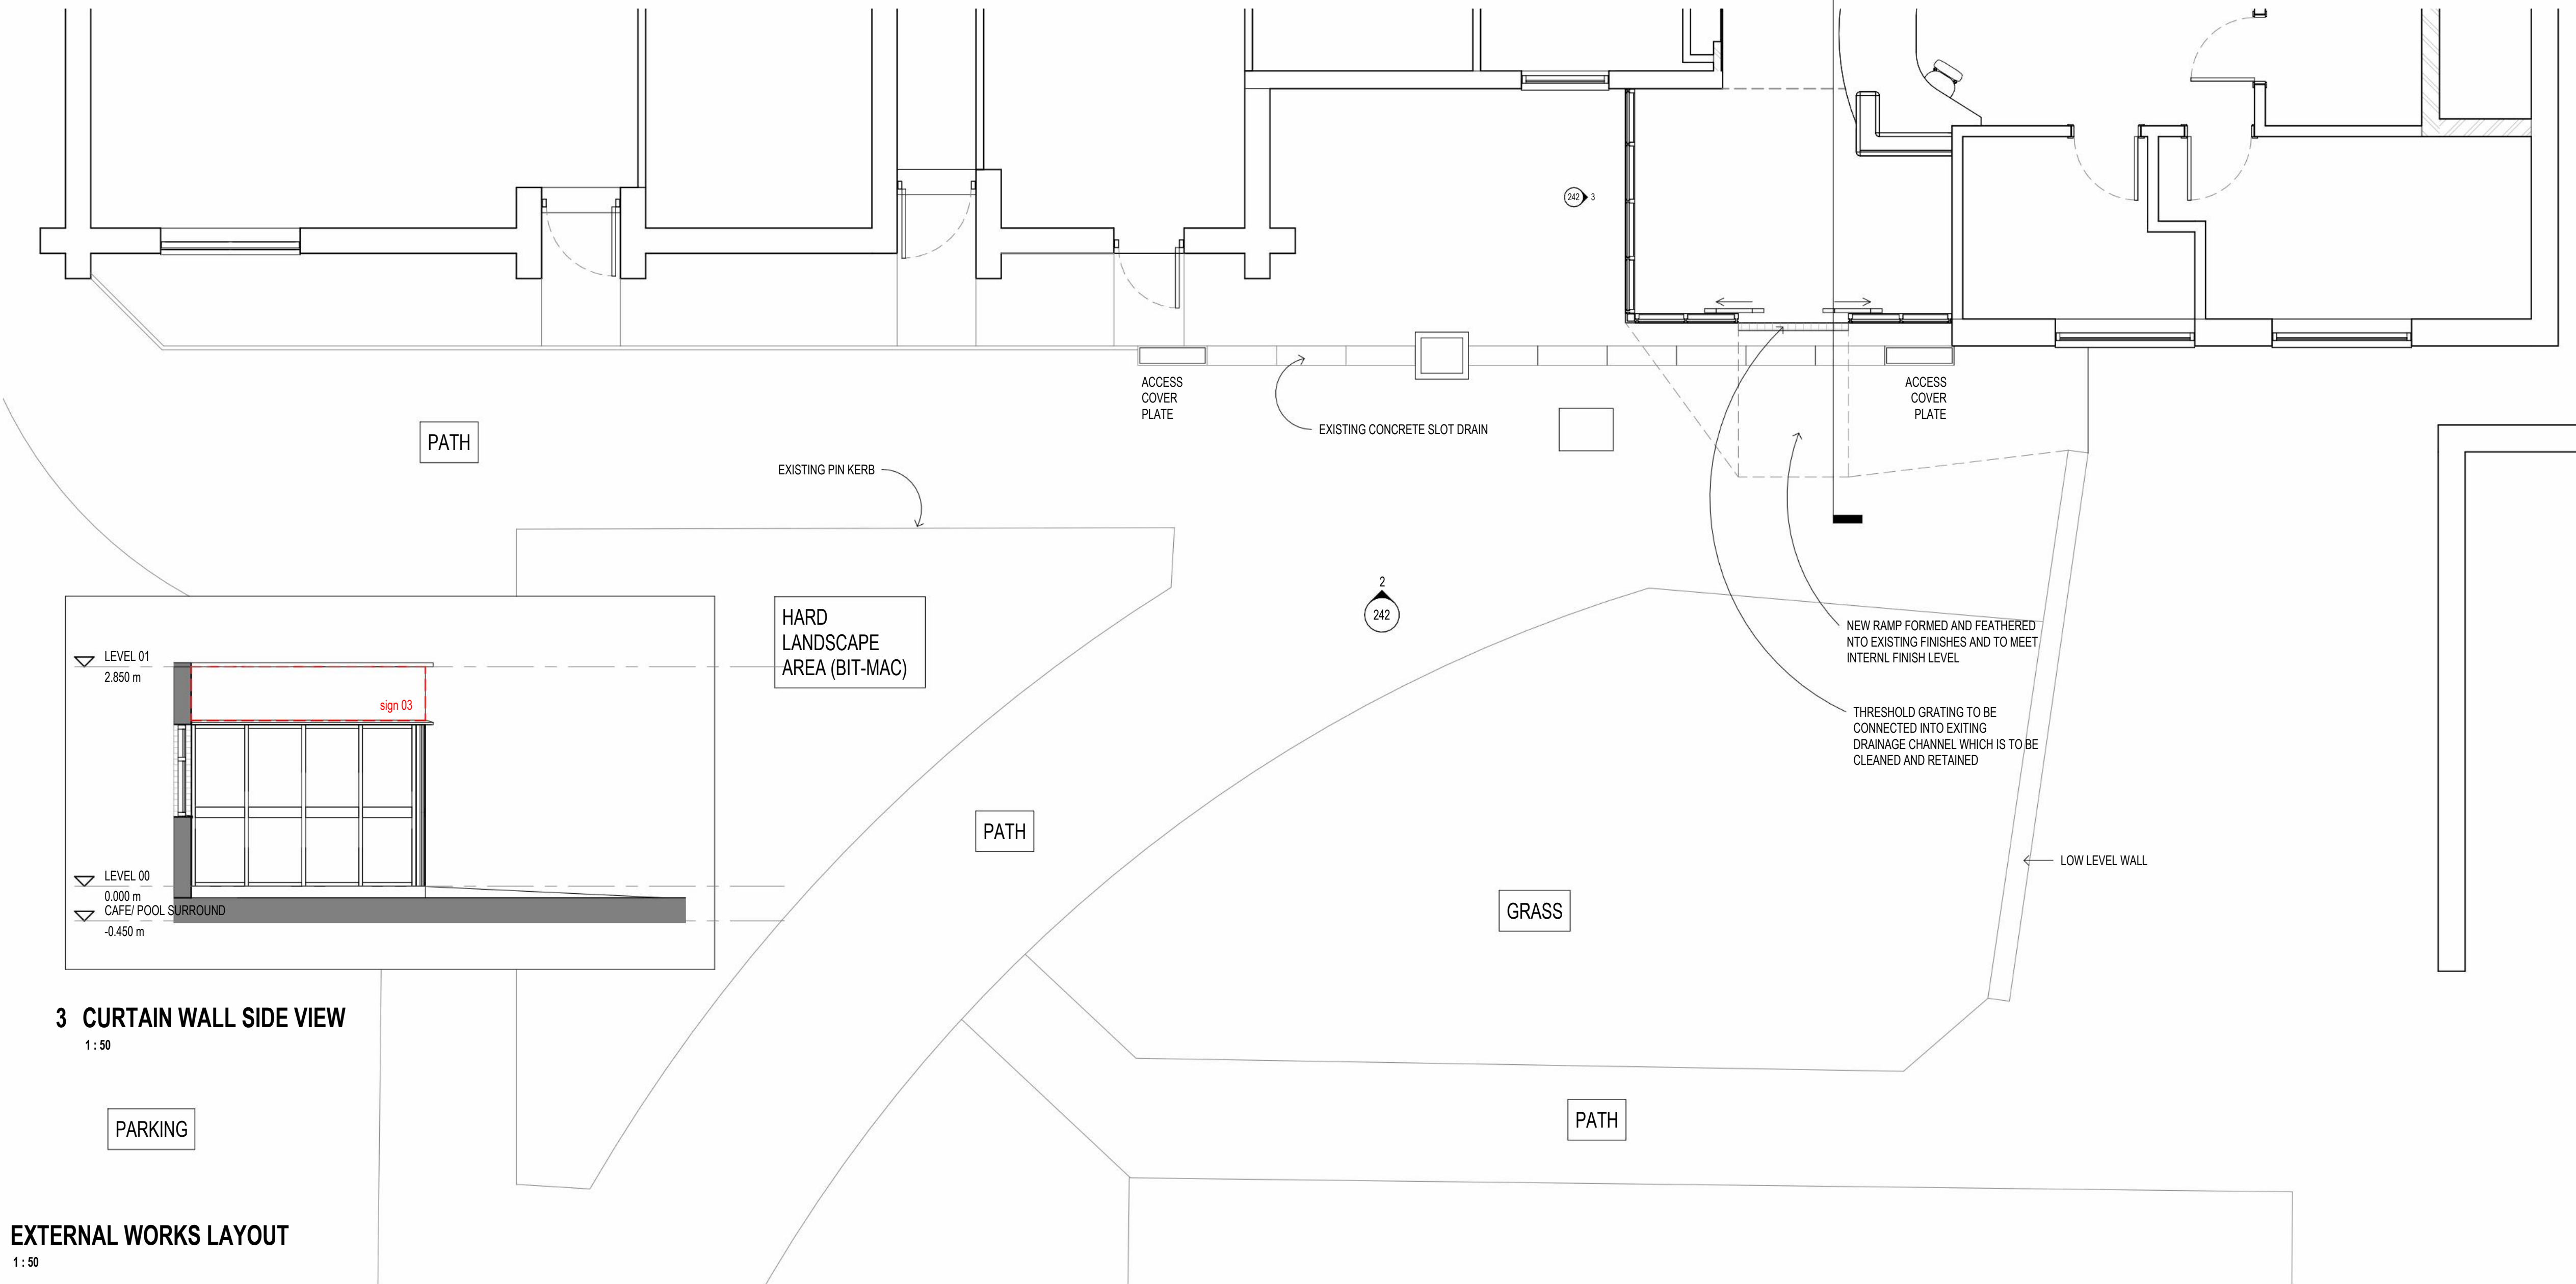 242 3
ACCESS
COVER
PLATE
ACCESS
COVER
PLATE
EXISTING CONCRETE SLOT DRAIN
PATH
EXISTING PIN KERB
2
242
HARD
LANDSCAPE
AREA (BIT-MAC)
NEW RAMP FORMED AND FEATHERED
NTO EXISTING FINISHES AND TO MEET
INTERNL FINISH LEVEL
LEVEL 01
2.850 m
sign 03
THRESHOLD GRATING TO BE
CONNECTED INTO EXITING
DRAINAGE CHANNEL WHICH IS TO BE
CLEANED AND RETAINED
PATH
LOW LEVEL WALL
LEVEL 00
0.000 m
CAFE/ POOL SURROUND
-0.450 m
GRASS
3 CURTAIN WALL SIDE VIEW
1 : 50
PARKING
PATH
EXTERNAL WORKS LAYOUT
1 : 50